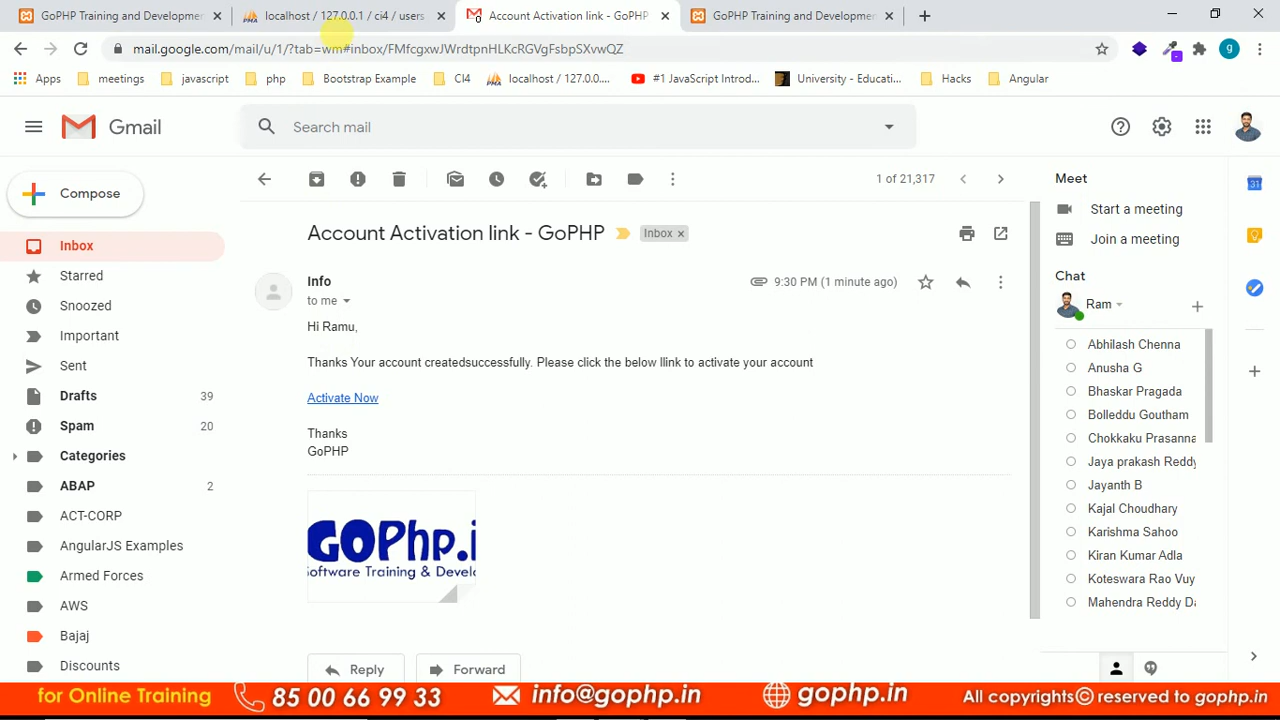 GoPHP Training and Developmen
localhost / 127.0.0.1 / ci4 / users
Account Activation link - GoPHP
GoPHP Training and Developmen
mail.google.com/mail/u/1/?tab=wm#inbox/FMfcgxwJWrdtpnHLKcRGVgFsbpSXvwQZ
g
Apps
meetings
javascript
php
Bootstrap Example
CI4
localhost / 127.0.0....
#1 JavaScript Introd...
University - Educati...
Hacks
Angular
Gmail
Search mail
Compose
1 of 21,317
Meet
Start a meeting
Join a meeting
Chat
Ram
Inbox
Starred
Snoozed
Important
Sent
Drafts 39
Spam 20
Categories
ABAP 2
ACT-CORP
AngularJS Examples
Armed Forces
AWS
Bajaj
Discounts
Account Activation link - GoPHP
Inbox x
Info
9:30 PM (1 minute ago)
to me
Hi Ramu,
Thanks Your account createdsuccessfully. Please click the below llink to activate your account
Activate Now
Thanks
GoPHP
GOPhp.i
Software Training & Develo
Reply
Forward
Abhilash Chenna
Anusha G
Bhaskar Pragada
Bolleddu Goutham
Chokkaku Prasanna
Jaya prakash Reddy
Jayanth B
Kajal Choudhary
Karishma Sahoo
Kiran Kumar Adla
Koteswara Rao Vuy
Mahendra Reddy Da
31
for Online Training
85 00 66 99 33
info@gophp.in
gophp.in
All copyrights© reserved to gophp.in